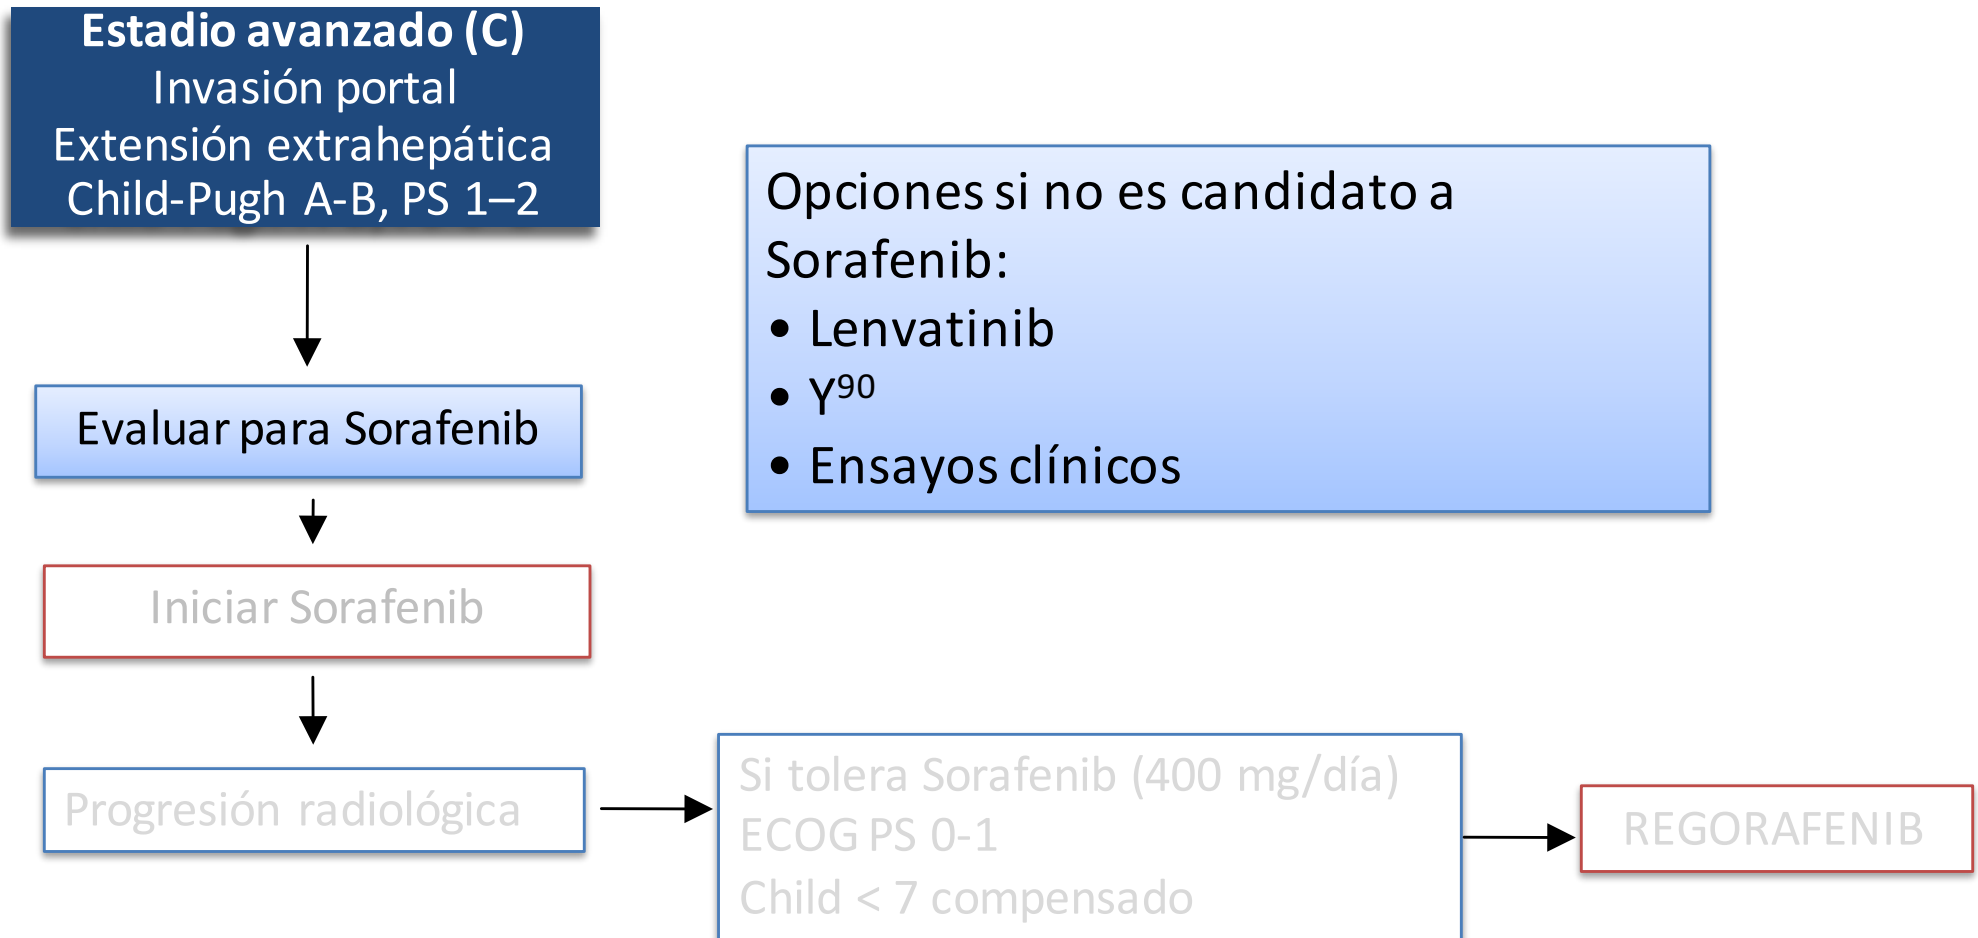 Estadio avanzado (C)
Invasión portal
Extensión extrahepática
Child-Pugh A-B, PS 1–2
Opciones si no es candidato a
Sorafenib:
• Lenvatinib
• Y⁹⁰
• Ensayos clínicos
Evaluar para Sorafenib
Iniciar Sorafenib
Progresión radiológica
Si tolera Sorafenib (400 mg/día)
ECOG PS 0-1
Child < 7 compensado
REGORAFENIB